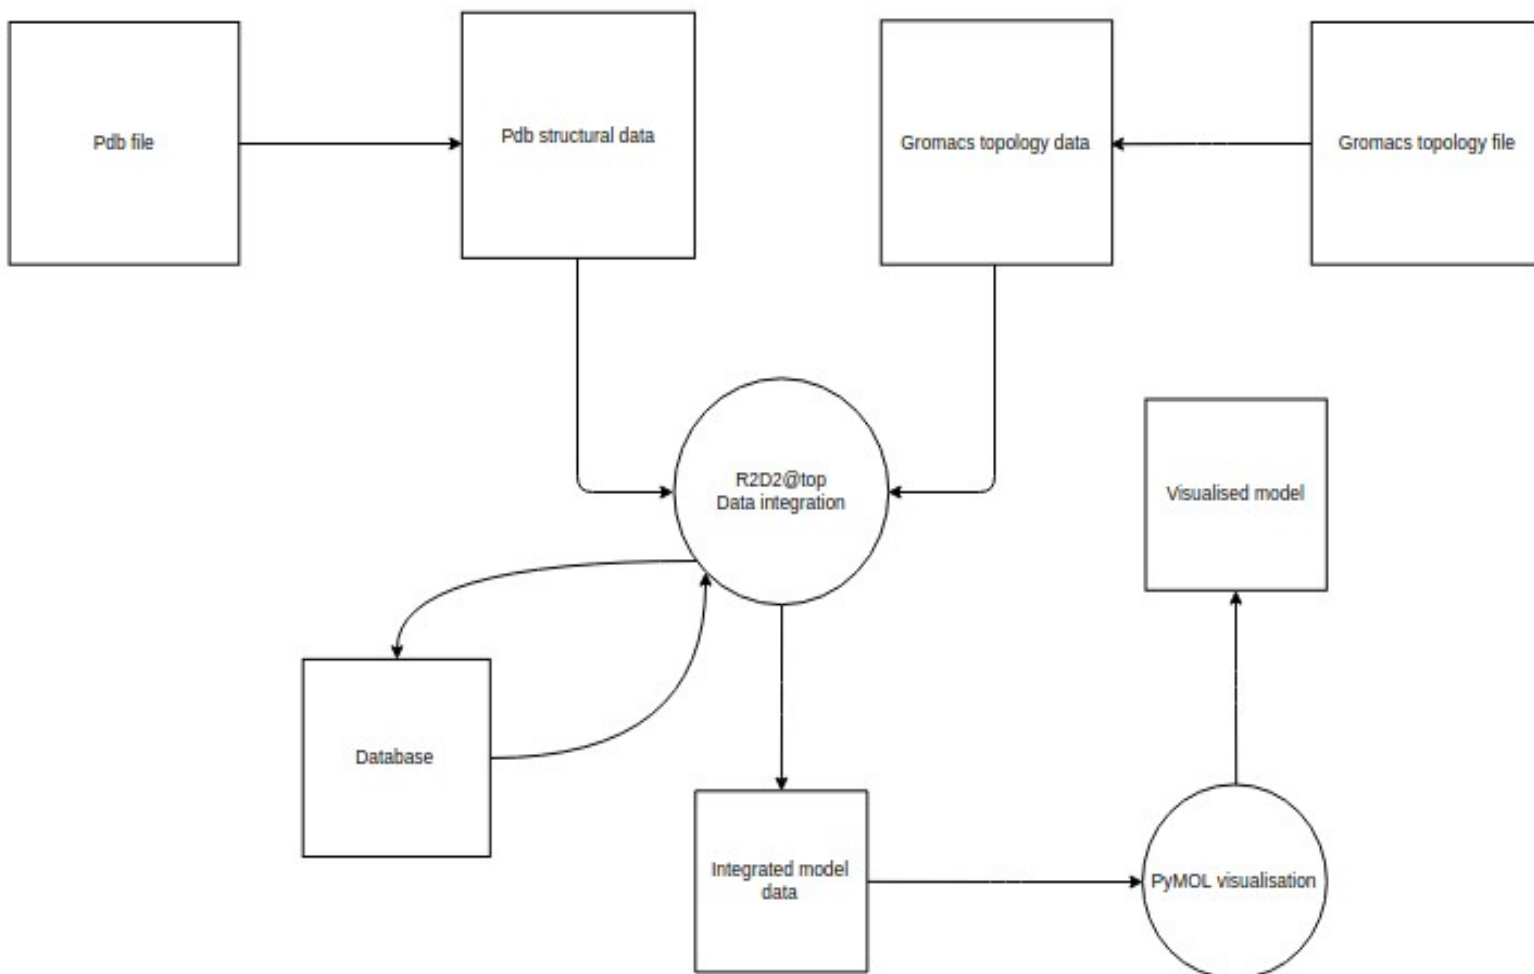 Pdb file
Pdb structural data
Gromacs topology data
Gromacs topology file
R2D2@top
Data integration
Visualised model
Database
Integrated model
data
PyMOL visualisation